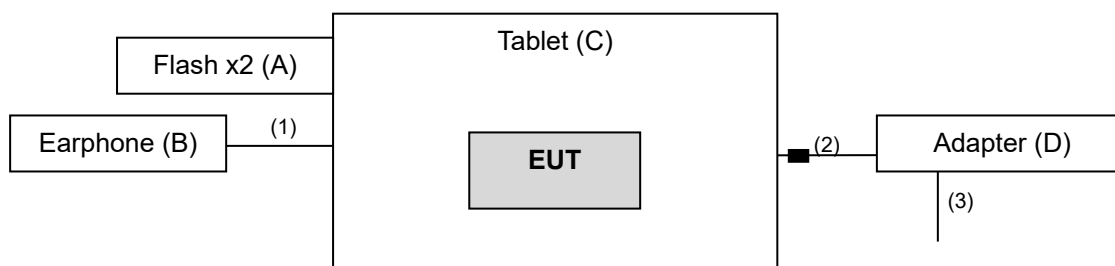 Tablet (C)
Flash x2 (A)
Earphone (B)
(1)
EUT
(2)
Adapter (D)
(3)